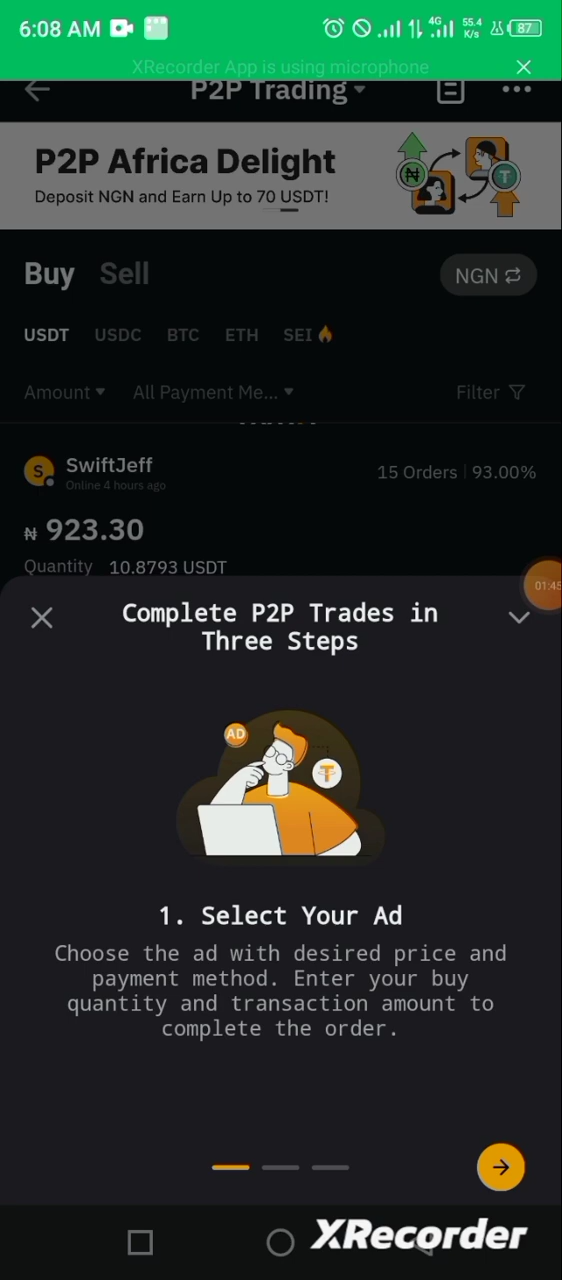 6:08 AM 4G 55.4 K/s 87
XRecorder App is using microphone
P2P Trading
P2P Africa Delight
Deposit NGN and Earn Up to 70 USDT!
₦ T
Buy Sell NGN
USDT USDC BTC ETH SEI
Amount All Payment Me... Filter
S SwiftJeff 15 Orders | 93.00%
Online 4 hours ago
₦ 923.30
Quantity 10.8793 USDT
01:45
Complete P2P Trades in
Three Steps
AD
T
1. Select Your Ad
Choose the ad with desired price and
payment method. Enter your buy
quantity and transaction amount to
complete the order.
XRecorder